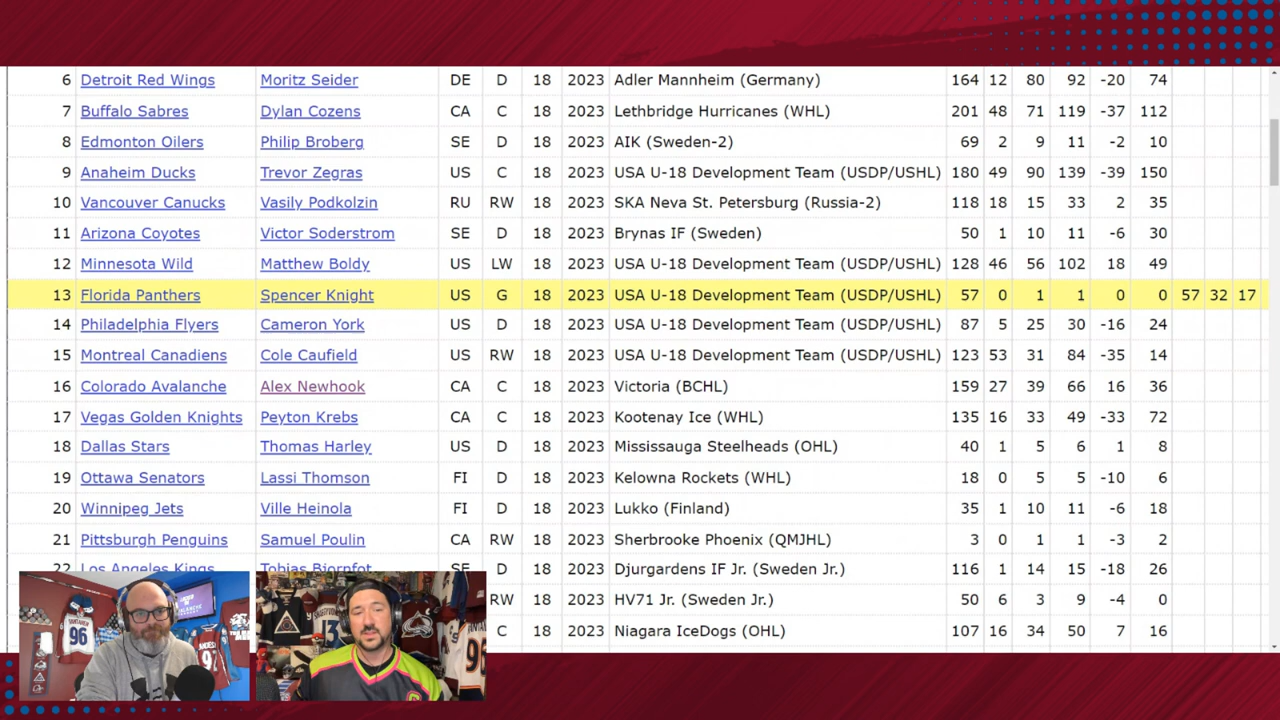 6 Detroit Red Wings Moritz Seider DE D 18 2023 Adler Mannheim (Germany) 164 12 80 92 -20 74
7 Buffalo Sabres Dylan Cozens CA C 18 2023 Lethbridge Hurricanes (WHL) 201 48 71 119 -37 112
8 Edmonton Oilers Philip Broberg SE D 18 2023 AIK (Sweden-2) 69 2 9 11 -2 10
9 Anaheim Ducks Trevor Zegras US C 18 2023 USA U-18 Development Team (USDP/USHL) 180 49 90 139 -39 150
10 Vancouver Canucks Vasily Podkolzin RU RW 18 2023 SKA Neva St. Petersburg (Russia-2) 118 18 15 33 2 35
11 Arizona Coyotes Victor Soderstrom SE D 18 2023 Brynas IF (Sweden) 50 1 10 11 -6 30
12 Minnesota Wild Matthew Boldy US LW 18 2023 USA U-18 Development Team (USDP/USHL) 128 46 56 102 18 49
13 Florida Panthers Spencer Knight US G 18 2023 USA U-18 Development Team (USDP/USHL) 57 0 1 1 0 0 57 32 17
14 Philadelphia Flyers Cameron York US D 18 2023 USA U-18 Development Team (USDP/USHL) 87 5 25 30 -16 24
15 Montreal Canadiens Cole Caufield US RW 18 2023 USA U-18 Development Team (USDP/USHL) 123 53 31 84 -35 14
16 Colorado Avalanche Alex Newhook CA C 18 2023 Victoria (BCHL) 159 27 39 66 16 36
17 Vegas Golden Knights Peyton Krebs CA C 18 2023 Kootenay Ice (WHL) 135 16 33 49 -33 72
18 Dallas Stars Thomas Harley US D 18 2023 Mississauga Steelheads (OHL) 40 1 5 6 1 8
19 Ottawa Senators Lassi Thomson FI D 18 2023 Kelowna Rockets (WHL) 18 0 5 5 -10 6
20 Winnipeg Jets Ville Heinola FI D 18 2023 Lukko (Finland) 35 1 10 11 -6 18
21 Pittsburgh Penguins Samuel Poulin CA RW 18 2023 Sherbrooke Phoenix (QMJHL) 3 0 1 1 -3 2
22 Los Angeles Kings Tobias Bjornfot SE D 18 2023 Djurgardens IF Jr. (Sweden Jr.) 116 1 14 15 -18 26
RW 18 2023 HV71 Jr. (Sweden Jr.) 50 6 3 9 -4 0
C 18 2023 Niagara IceDogs (OHL) 107 16 34 50 7 16
96
96